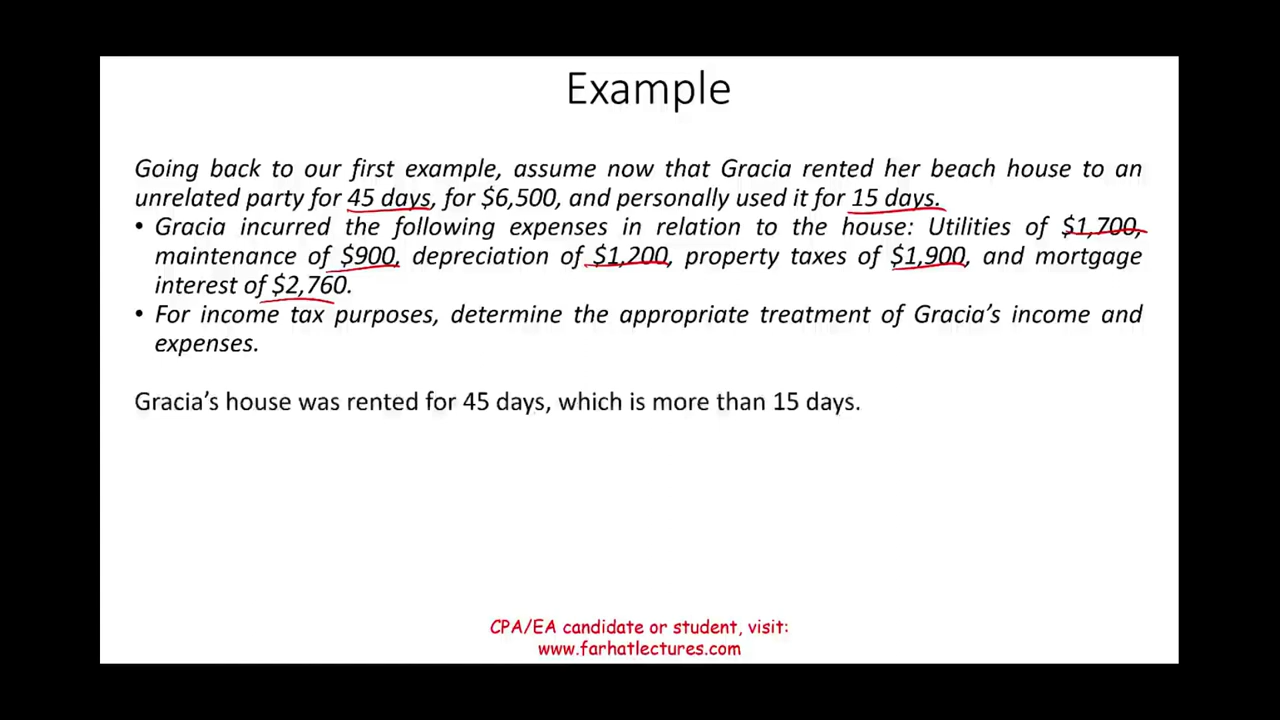 Example
Going back to our first example, assume now that Gracia rented her beach house to an
unrelated party for 45 days, for $6,500, and personally used it for 15 days.
• Gracia incurred the following expenses in relation to the house: Utilities of $1,700,
maintenance of $900, depreciation of $1,200, property taxes of $1,900, and mortgage
interest of $2,760.
• For income tax purposes, determine the appropriate treatment of Gracia's income and
expenses.
Gracia's house was rented for 45 days, which is more than 15 days.
CPA/EA candidate or student, visit:
www.farhatlectures.com